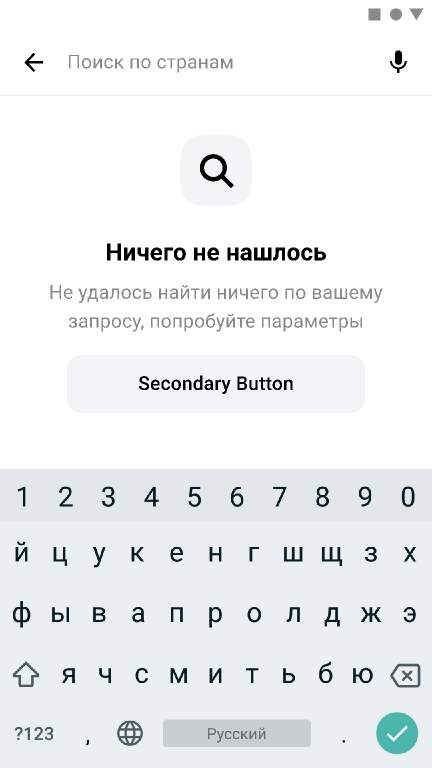 Поиск по странам
Ничего не нашлось
Не удалось найти ничего по вашему
запросу, попробуйте параметры
Secondary Button
1 2 3 4 5 6 7 8 9 0
й ц у к е н г ш щ з х
ф ы в а п р о л д ж э
я ч с м и т ь б ю
?123 , Русский .